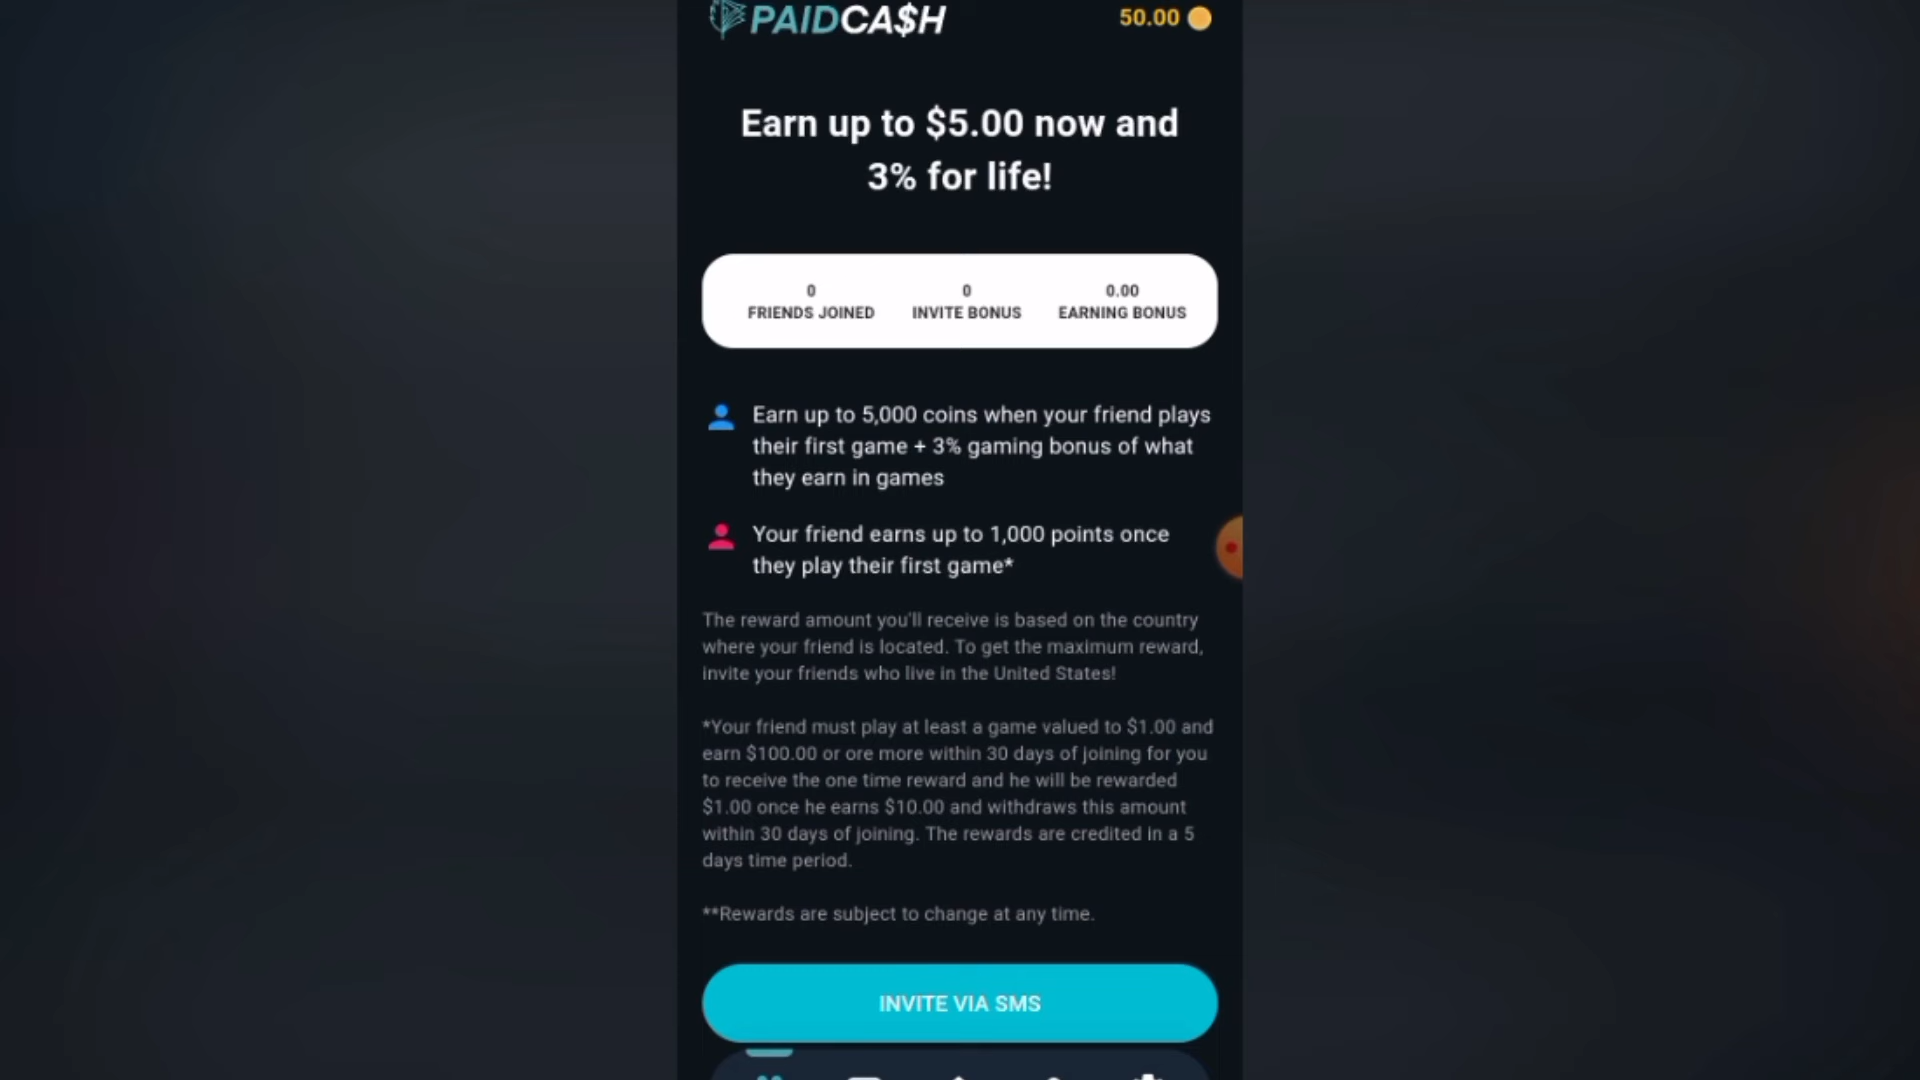 PAIDCA$H
50.00
Earn up to $5.00 now and
3% for life!
0
FRIENDS JOINED
0
INVITE BONUS
0.00
EARNING BONUS
Earn up to 5,000 coins when your friend plays
their first game + 3% gaming bonus of what
they earn in games
Your friend earns up to 1,000 points once
they play their first game*
The reward amount you'll receive is based on the country
where your friend is located. To get the maximum reward,
invite your friends who live in the United States!
*Your friend must play at least a game valued to $1.00 and
earn $100.00 or ore more within 30 days of joining for you
to receive the one time reward and he will be rewarded
$1.00 once he earns $10.00 and withdraws this amount
within 30 days of joining. The rewards are credited in a 5
days time period.
**Rewards are subject to change at any time.
INVITE VIA SMS